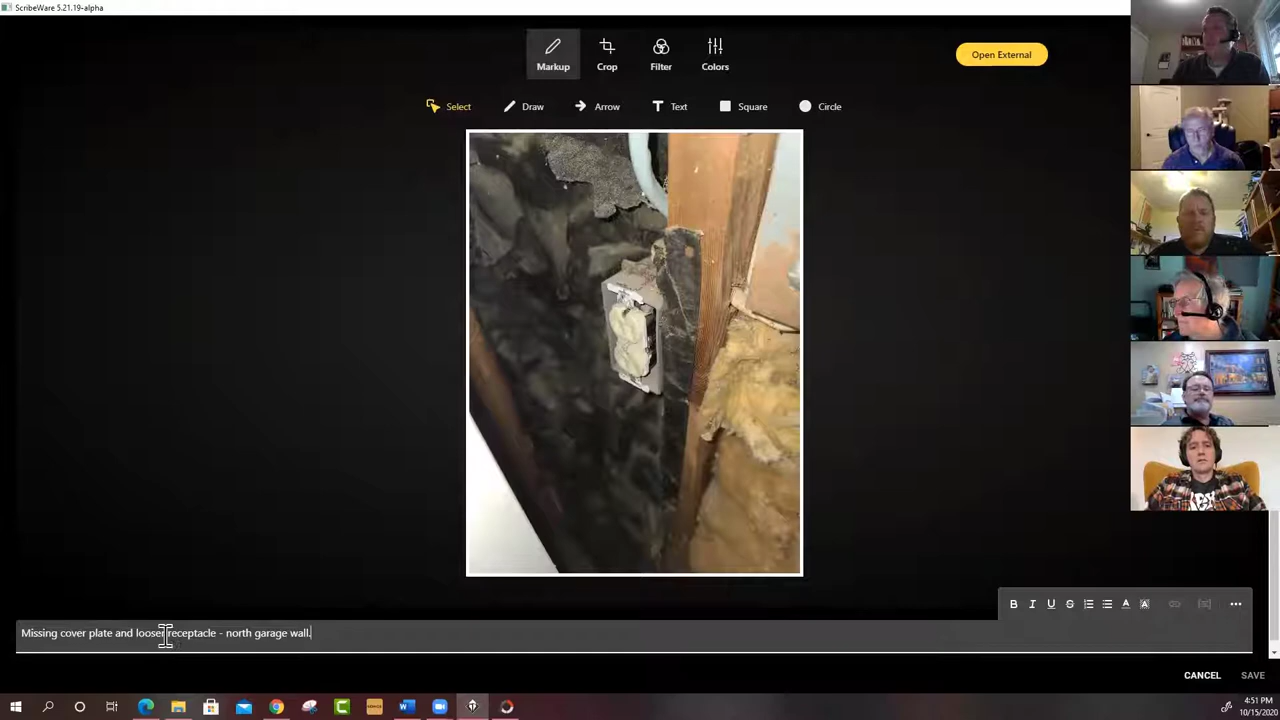 ScribeWare 5.21.19-alpha
Markup
Crop
Filter
Colors
Open External
Select
Draw
Arrow
Text
Square
Circle
Missing cover plate and looser receptacle - north garage wall.
CANCEL
SAVE
4:51 PM
10/15/2020